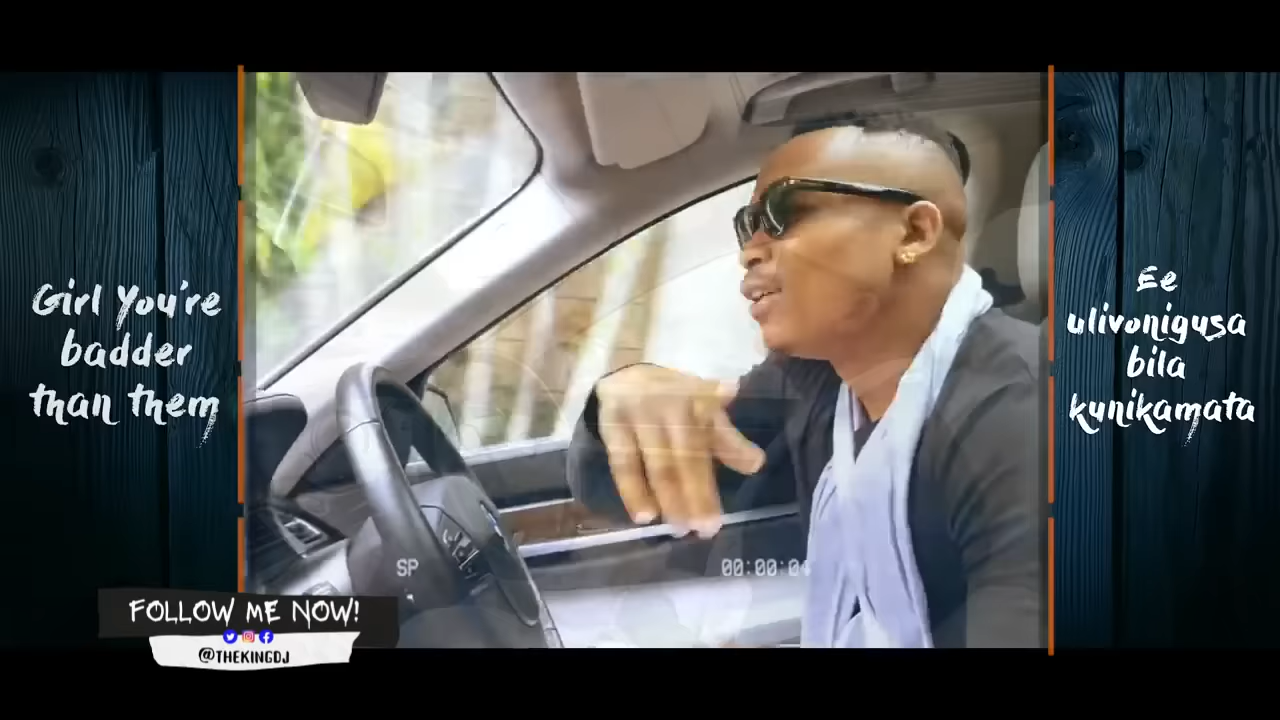 Girl You're
badder
than them
Ee
ulivonigusa
bila
kunikamata
SP
00:00:04
FOLLOW ME NOW!
@THEKINGDJ